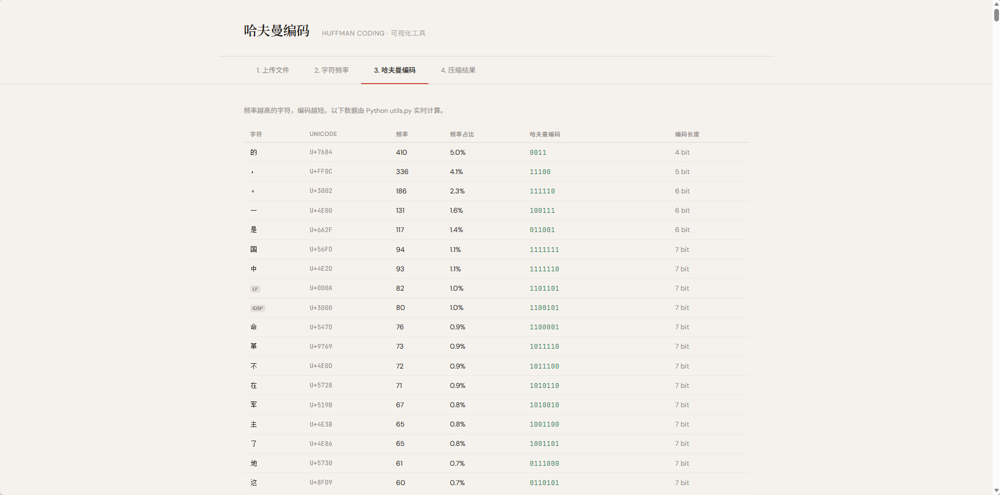 哈夫曼编码 HUFFMAN CODING · 可视化工具
1. 上传文件 2. 字符频率 3. 哈夫曼编码 4. 压缩结果
频率越高的字符，编码越短。以下数据由 Python utils.py 实时计算。
字符 UNICODE 频率 频率占比 哈夫曼编码 编码长度
的 U+7684 410 5.0% 0011 4 bit
， U+FF0C 336 4.1% 11100 5 bit
。 U+3002 186 2.3% 111110 6 bit
一 U+4E00 131 1.6% 100111 6 bit
是 U+662F 117 1.4% 011001 6 bit
国 U+56FD 94 1.1% 1111111 7 bit
中 U+4E2D 93 1.1% 1111110 7 bit
LF U+000A 82 1.0% 1101101 7 bit
IDSP U+3000 80 1.0% 1100101 7 bit
命 U+547D 76 0.9% 1100001 7 bit
革 U+9769 73 0.9% 1011110 7 bit
不 U+4E0D 72 0.9% 1011100 7 bit
在 U+5728 71 0.9% 1010110 7 bit
军 U+519B 67 0.8% 1010010 7 bit
主 U+4E3B 65 0.8% 1001100 7 bit
了 U+4E86 65 0.8% 1001101 7 bit
地 U+5730 61 0.7% 0111000 7 bit
这 U+8FD9 60 0.7% 0110101 7 bit